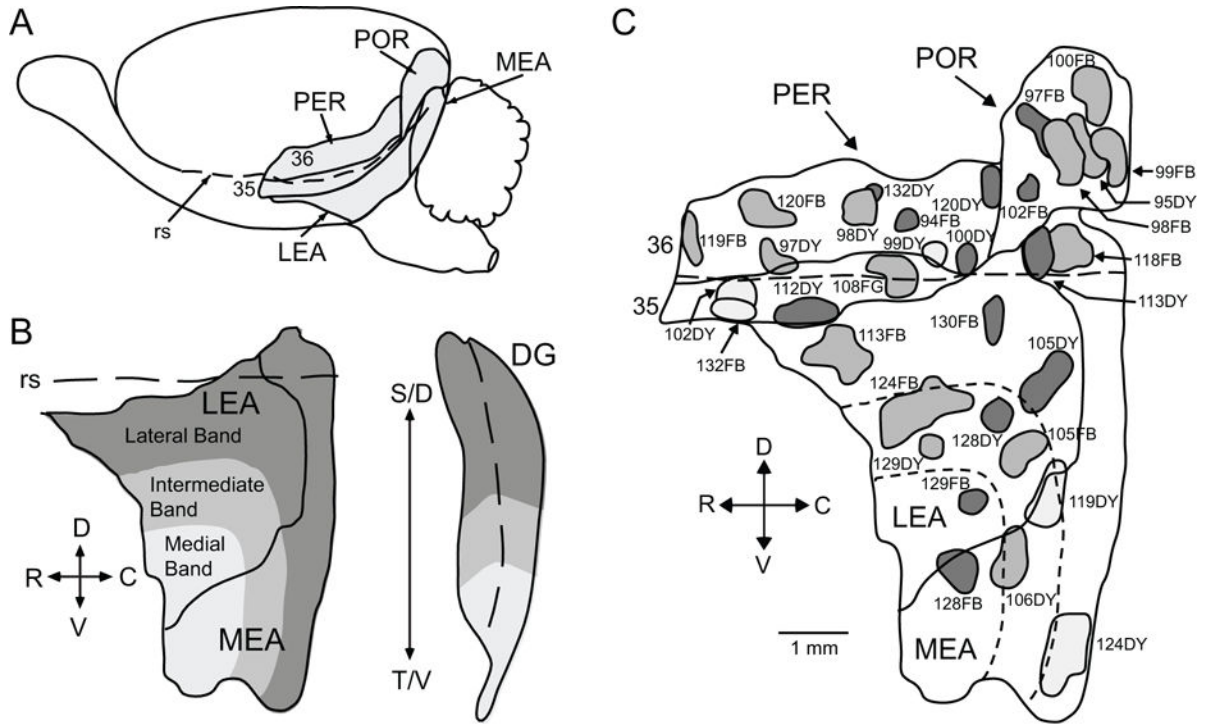 A
POR
MEA
PER
36
35
rs
LEA
B
rs
LEA
Lateral Band
Intermediate
Band
Medial
Band
MEA
D
R
C
V
DG
S/D
T/V
C
POR
PER
100FB
97FB
99FB
95DY
98FB
102FB
118FB
113DY
132DY
120FB
120DY
94FB
98DY
99DY
100DY
119FB
97DY
36
35
112DY
108FG
102DY
132FB
113FB
130FB
105DY
124FB
128DY
105FB
129DY
129FB
119DY
LEA
128FB
106DY
MEA
124DY
D
R
C
V
1 mm